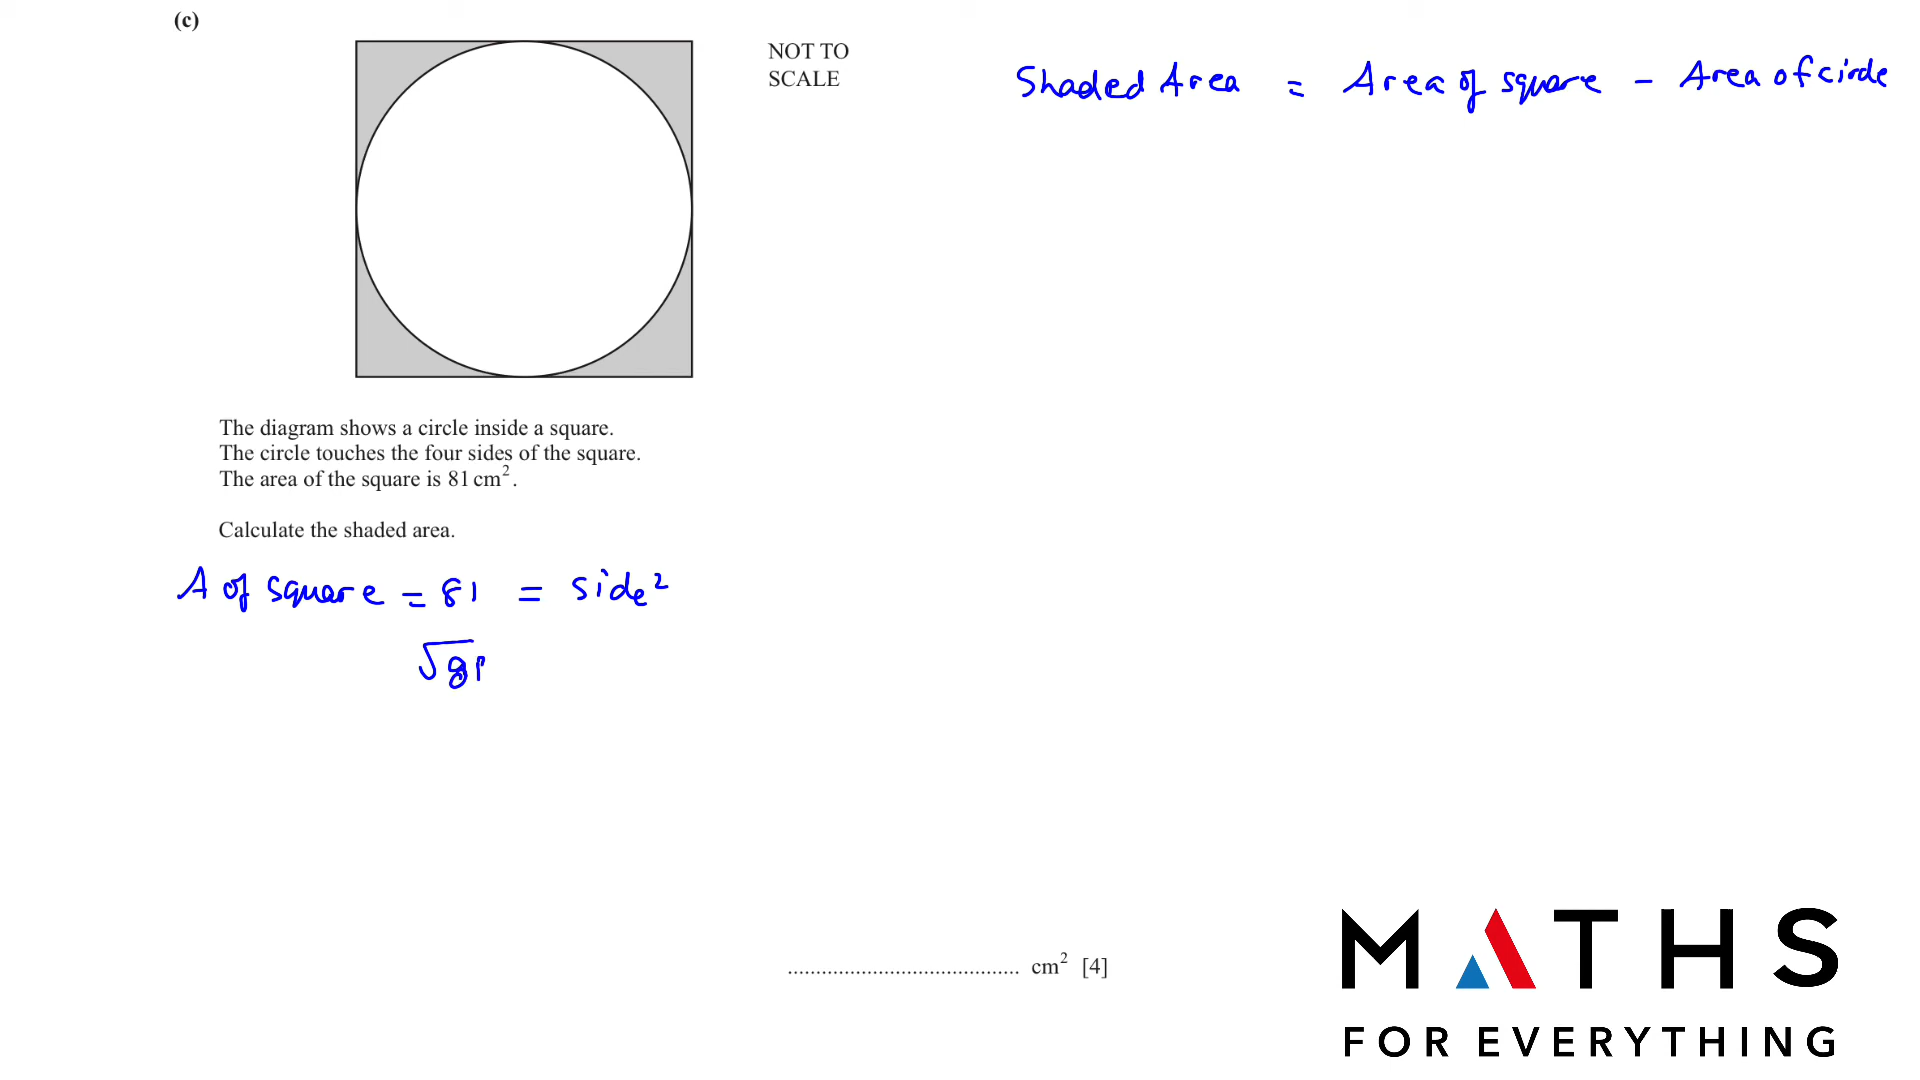 (c)
NOT TO
SCALE
Shaded Area = Area of square - Area of circle
The diagram shows a circle inside a square.
The circle touches the four sides of the square.
The area of the square is 81 cm².
Calculate the shaded area.
A of square = 81 = side²
√81
........................................ cm² [4]
MATHS
FOR EVERYTHING